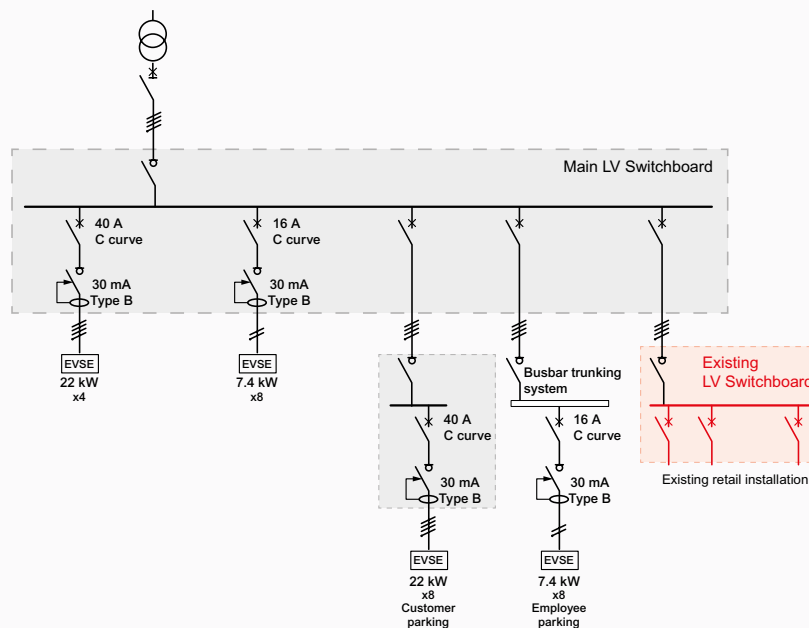 Main LV Switchboard
40 A
C curve
16 A
C curve
30 mA
Type B
30 mA
Type B
EVSE
22 kW
x4
EVSE
7.4 kW
x8
Busbar trunking
system
Existing
LV Switchboard
40 A
C curve
16 A
C curve
30 mA
Type B
30 mA
Type B
Existing retail installation
EVSE
22 kW
x8
Customer
parking
EVSE
7.4 kW
x8
Employee
parking